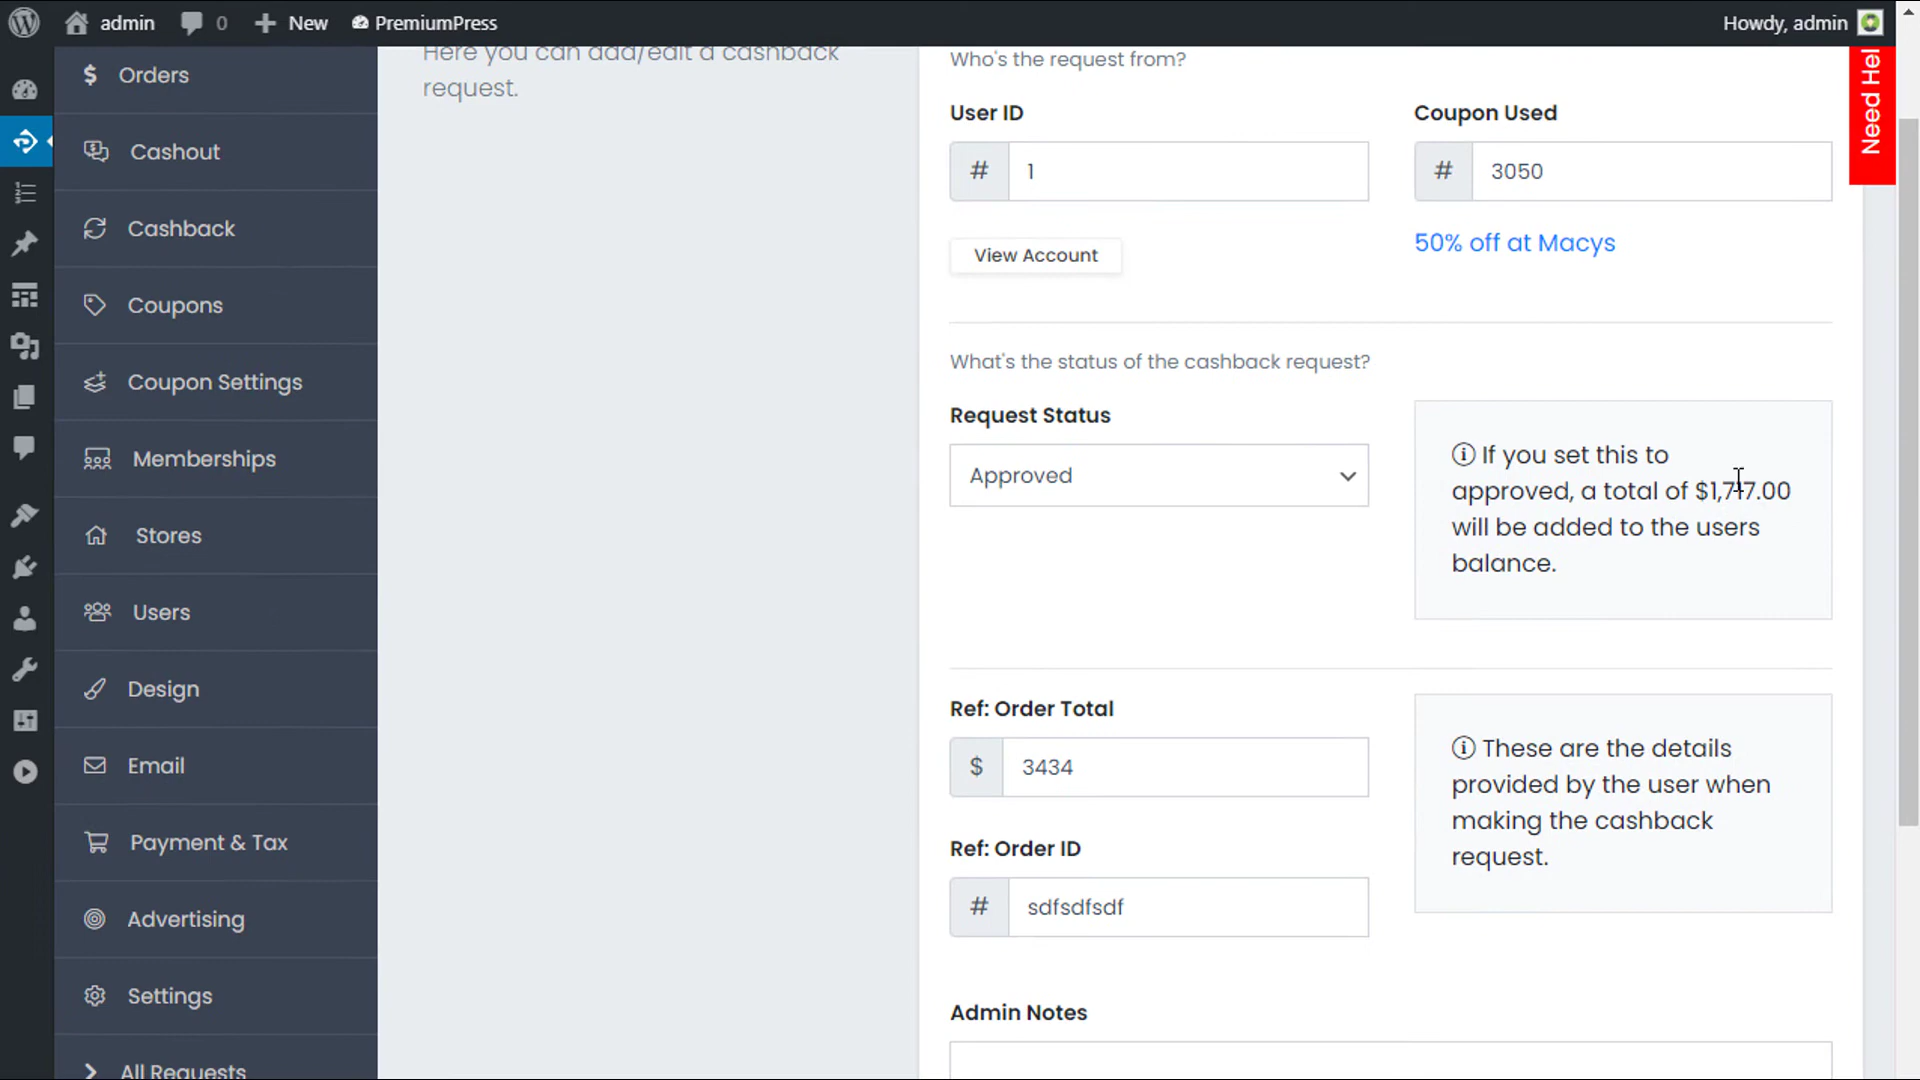 admin
0
New
PremiumPress
Howdy, admin
Orders
Cashout
Cashback
Coupons
Coupon Settings
Memberships
Stores
Users
Design
Email
Payment & Tax
Advertising
Settings
All Requests
Here you can add/edit a cashback
request.
Who's the request from?
User ID
# 1
View Account
Coupon Used
# 3050
50% off at Macys
What's the status of the cashback request?
Request Status
Approved
If you set this to
approved, a total of $1,717.00
will be added to the users
balance.
Ref: Order Total
$ 3434
Ref: Order ID
# sdfsdfsdf
These are the details
provided by the user when
making the cashback
request.
Admin Notes
Need Hel